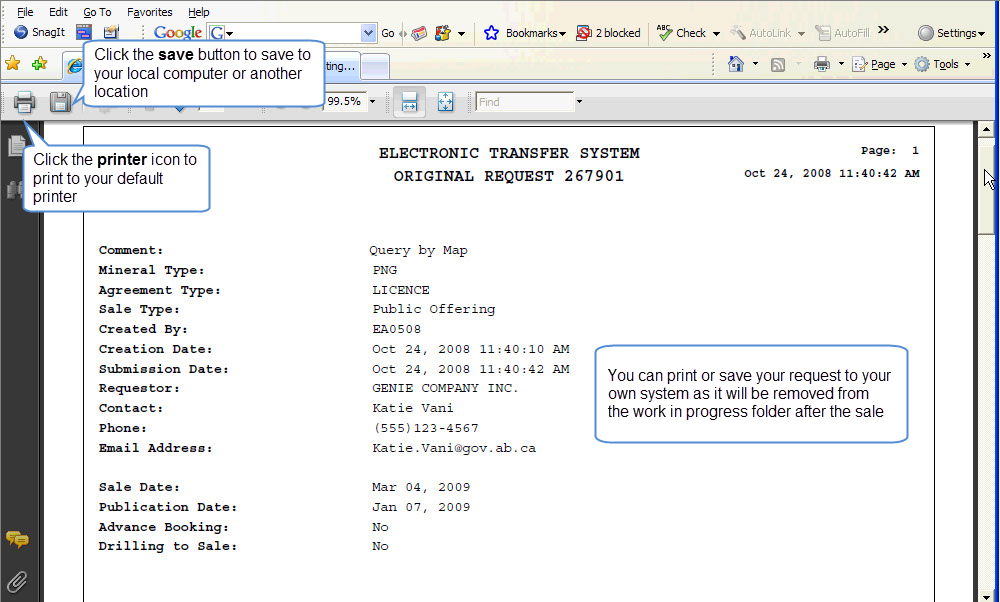 File Edit Go To Favorites Help
SnagIt Google G Go Bookmarks 2 blocked ABC Check AutoLink AutoFill » Settings
Click the save button to save to
your local computer or another
location
ting...
Page Tools »
99.5% Find
Click the printer icon to
print to your default
printer
ELECTRONIC TRANSFER SYSTEM
Page: 1
ORIGINAL REQUEST 267901
Oct 24, 2008 11:40:42 AM
Comment: Query by Map
Mineral Type: PNG
Agreement Type: LICENCE
Sale Type: Public Offering
Created By: EA0508
Creation Date: Oct 24, 2008 11:40:10 AM
Submission Date: Oct 24, 2008 11:40:42 AM
Requestor: GENIE COMPANY INC.
Contact: Katie Vani
Phone: (555)123-4567
Email Address: Katie.Vani@gov.ab.ca
You can print or save your request to your
own system as it will be removed from
the work in progress folder after the sale
Sale Date: Mar 04, 2009
Publication Date: Jan 07, 2009
Advance Booking: No
Drilling to Sale: No